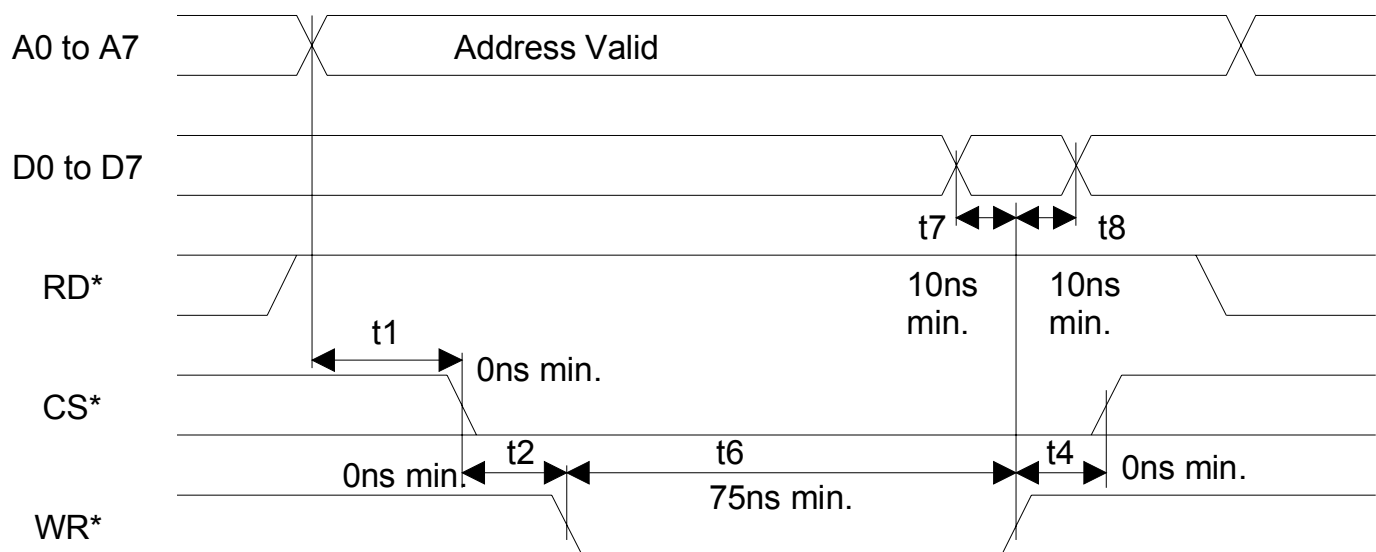 A0 to A7
Address Valid
D0 to D7
t7
t8
RD*
10ns
min.
10ns
min.
t1
0ns min.
CS*
t2
t6
t4
0ns min.
75ns min.
0ns min.
WR*